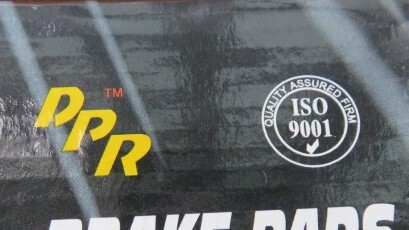 PPR™
QUALITY ASSURED FIRM
ISO
9001
BRAKE PADS